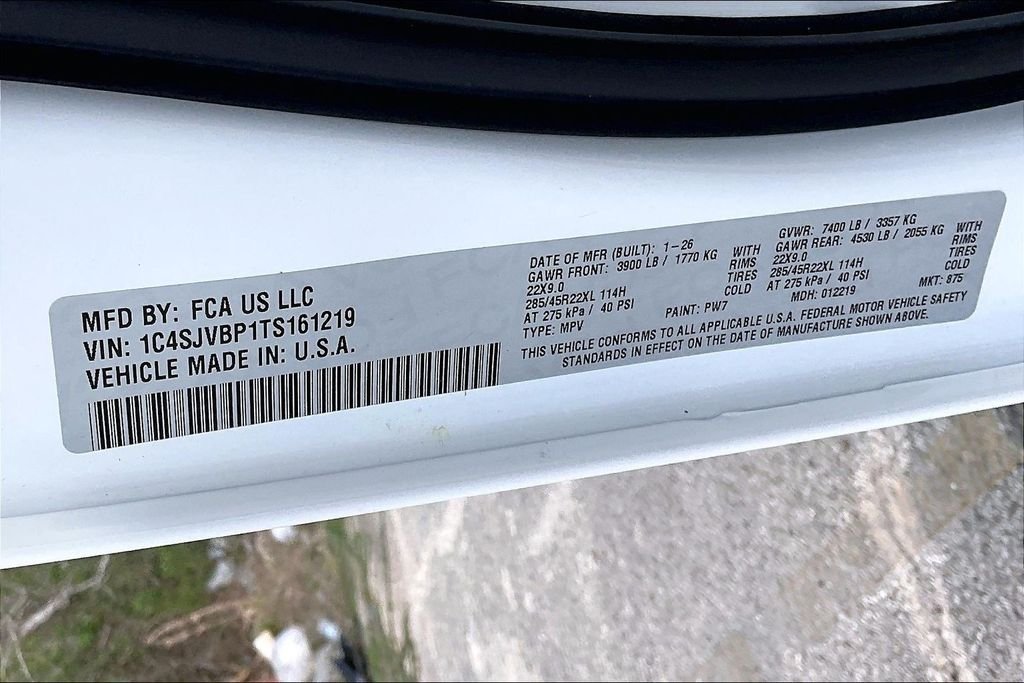 MFD BY: FCA US LLC
VIN: 1C4SJVBP1TS161219
VEHICLE MADE IN: U.S.A.
DATE OF MFR (BUILT): 1-26
GAWR FRONT: 3900 LB / 1770 KG WITH
22X9.0 RIMS
285/45R22XL 114H TIRES
AT 275 kPa / 40 PSI COLD
TYPE: MPV
PAINT: PW7
GVWR: 7400 LB / 3357 KG
GAWR REAR: 4530 LB / 2055 KG WITH
22X9.0 RIMS
285/45R22XL 114H TIRES
AT 275 kPa / 40 PSI COLD
MDH: 012219
MKT: 875
THIS VEHICLE CONFORMS TO ALL APPLICABLE U.S.A. FEDERAL MOTOR VEHICLE SAFETY
STANDARDS IN EFFECT ON THE DATE OF MANUFACTURE SHOWN ABOVE.